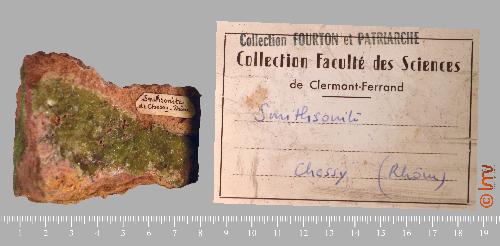 Smithsonite
de Chessy - Rhône
Collection FOURTON et PATRIARCHE
Collection Faculté des Sciences
de Clermont-Ferrand
Smithsonite
Chessy (Rhône)
1 2 3 4 5 6 7 8 9 10 11 12 13 14 15 16 17 18